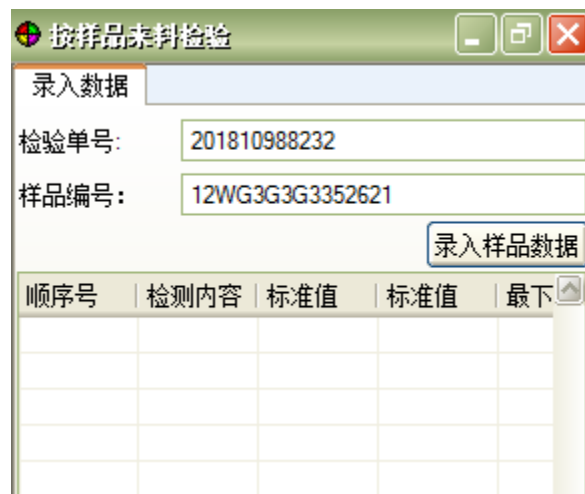 按样品来料检验
录入数据
检验单号: 201810988232
样品编号: 12WG3G3G3352621
录入样品数据
顺序号 检测内容 标准值 标准值 最下